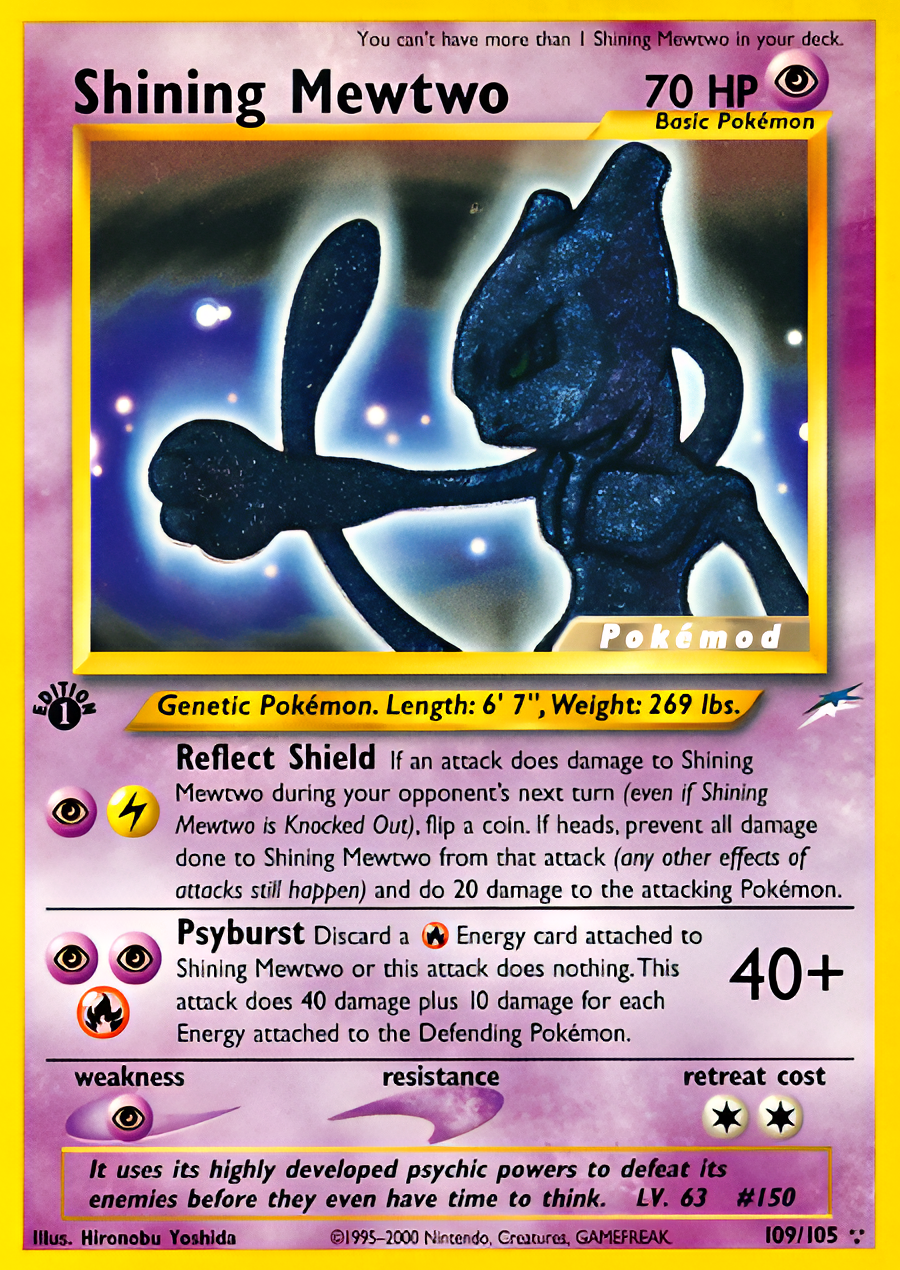 You can't have more than 1 Shining Mewtwo in your deck.
Shining Mewtwo 70 HP
Basic Pokémon
Pokémod
EDITION
1
Genetic Pokémon. Length: 6' 7", Weight: 269 lbs.
Reflect Shield If an attack does damage to Shining
Mewtwo during your opponent's next turn (even if Shining
Mewtwo is Knocked Out), flip a coin. If heads, prevent all damage
done to Shining Mewtwo from that attack (any other effects of
attacks still happen) and do 20 damage to the attacking Pokémon.
Psyburst Discard a Energy card attached to
Shining Mewtwo or this attack does nothing. This
attack does 40 damage plus 10 damage for each
Energy attached to the Defending Pokémon.
40+
weakness resistance retreat cost
It uses its highly developed psychic powers to defeat its
enemies before they even have time to think. LV. 63 #150
Illus. Hironobu Yoshida ©1995-2000 Nintendo, Creatures, GAMEFREAK. 109/105